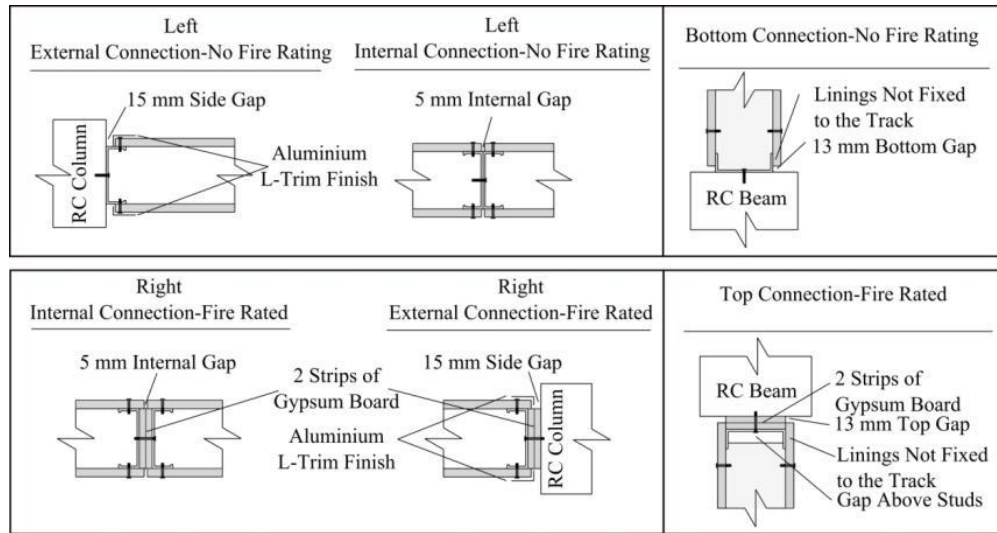 Left
External Connection-No Fire Rating
15 mm Side Gap
RC Column
Aluminium
L-Trim Finish
Left
Internal Connection-No Fire Rating
5 mm Internal Gap
Bottom Connection-No Fire Rating
Linings Not Fixed
to the Track
13 mm Bottom Gap
RC Beam
Right
Internal Connection-Fire Rated
5 mm Internal Gap
2 Strips of
Gypsum Board
Aluminium
L-Trim Finish
Right
External Connection-Fire Rated
15 mm Side Gap
RC Column
Top Connection-Fire Rated
RC Beam
2 Strips of
Gypsum Board
13 mm Top Gap
Linings Not Fixed
to the Track
Gap Above Studs